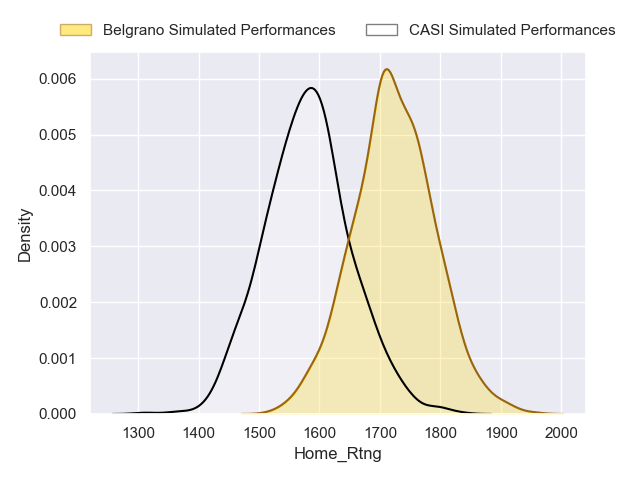 Belgrano Simulated Performances CASI Simulated Performances
0.006
0.005
0.004
0.003
0.002
0.001
0.000
Density
1300 1400 1500 1600 1700 1800 1900 2000
Home_Rtng